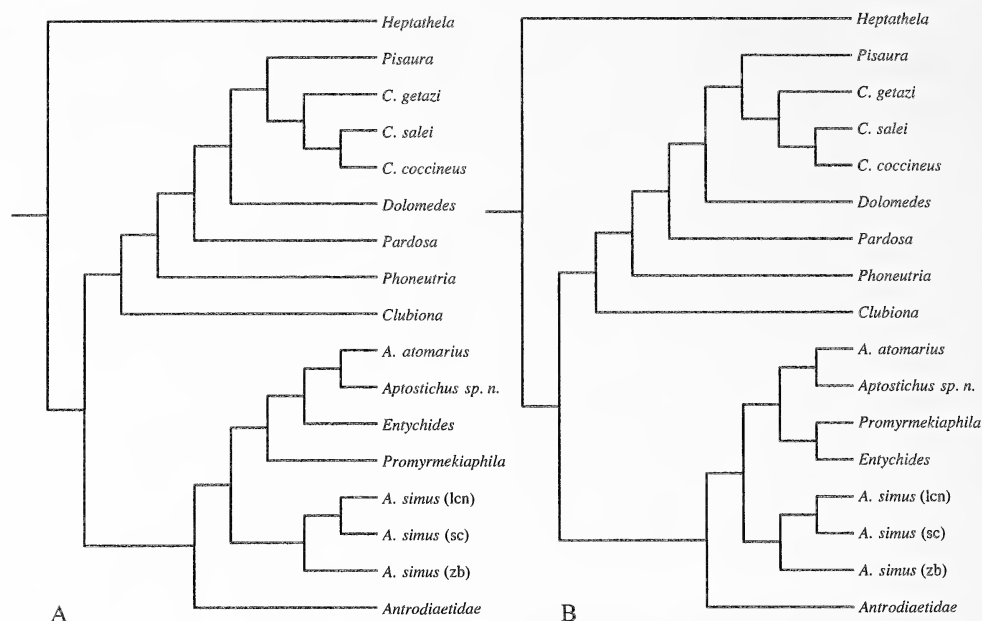 Heptathela
Pisaura
C. getazi
C. salei
C. coccineus
Dolomedes
Pardosa
Phoneutria
Clubiona
A. atomarius
Aptostichus sp. n.
Entychides
Promyrmekiaphila
A. simus (lcn)
A. simus (sc)
A. simus (zb)
Antrodiaetidae
A
Heptathela
Pisaura
C. getazi
C. salei
C. coccineus
Dolomedes
Pardosa
Phoneutria
Clubiona
A. atomarius
Aptostichus sp. n.
Promyrmekiaphila
Entychides
A. simus (lcn)
A. simus (sc)
A. simus (zb)
Antrodiaetidae
B